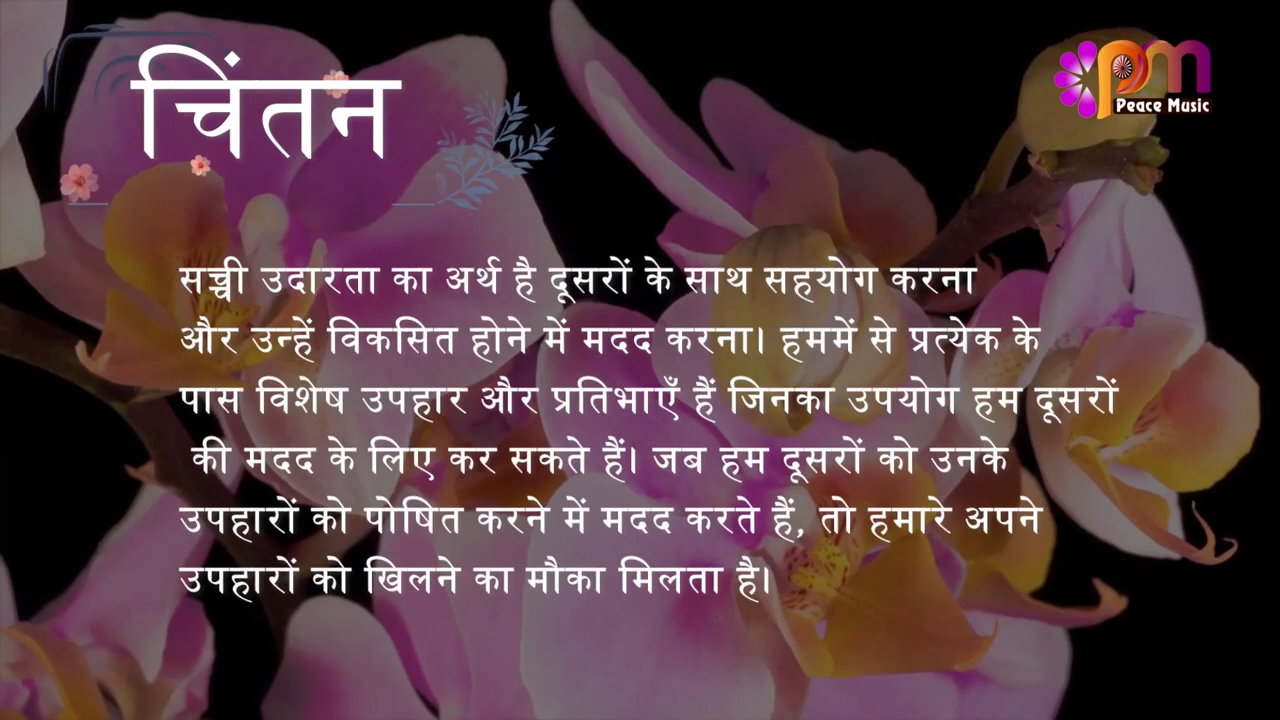 चिंतन
pm
Peace Music
सच्ची उदारता का अर्थ है दूसरों के साथ सहयोग करना
और उन्हें विकसित होने में मदद करना। हममें से प्रत्येक के
पास विशेष उपहार और प्रतिभाएँ हैं जिनका उपयोग हम दूसरों
की मदद के लिए कर सकते हैं। जब हम दूसरों को उनके
उपहारों को पोषित करने में मदद करते हैं, तो हमारे अपने
उपहारों को खिलने का मौका मिलता है।